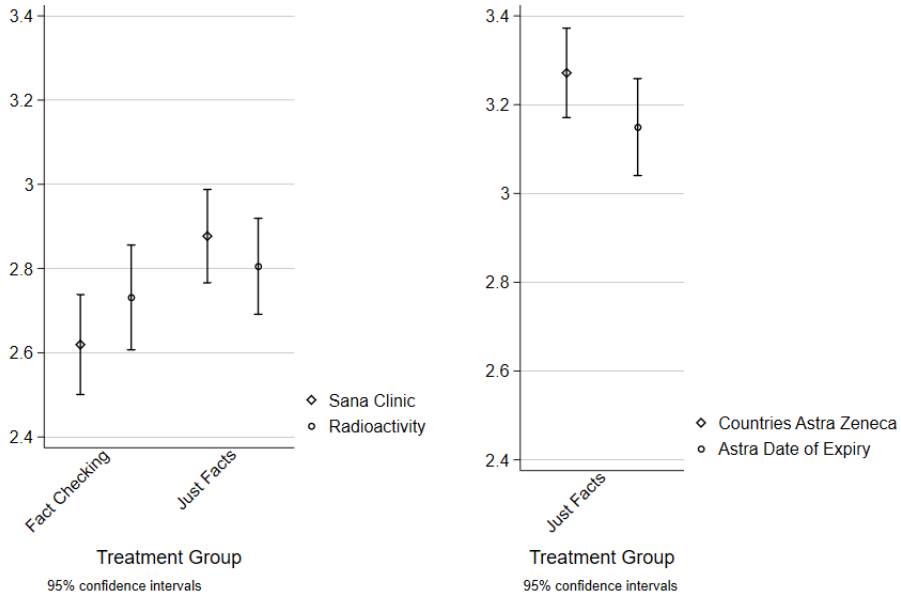 3.4
3.2
3
2.8
2.6
2.4
Fact Checking
Just Facts
Treatment Group
95% confidence intervals
Sana Clinic
Radioactivity
3.4
3.2
3
2.8
2.6
2.4
Just Facts
Treatment Group
95% confidence intervals
Countries Astra Zeneca
Astra Date of Expiry